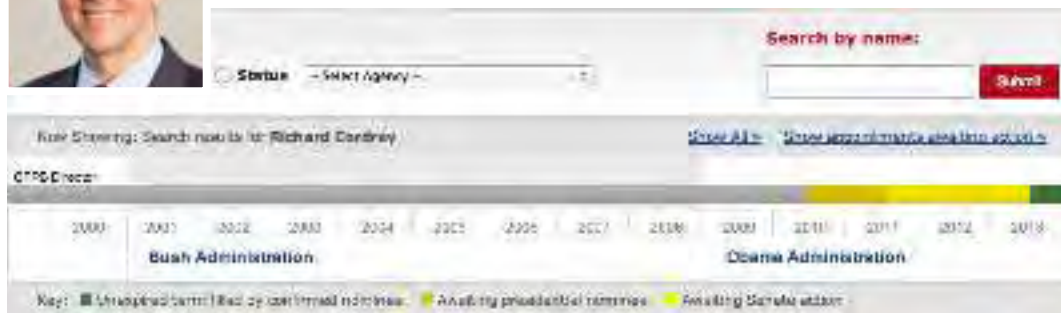 Search by name:
Status -- Select Agency --
Submit
Now Showing: Search results for Richard Cordray
Show All » Show appointments awaiting action »
CFPB Director
2000 2001 2002 2003 2004 2005 2006 2007 2008 2009 2010 2011 2012 2013
Bush Administration Obama Administration
Key: Unexpired term filled by confirmed nominee Awaiting presidential nominee Awaiting Senate action